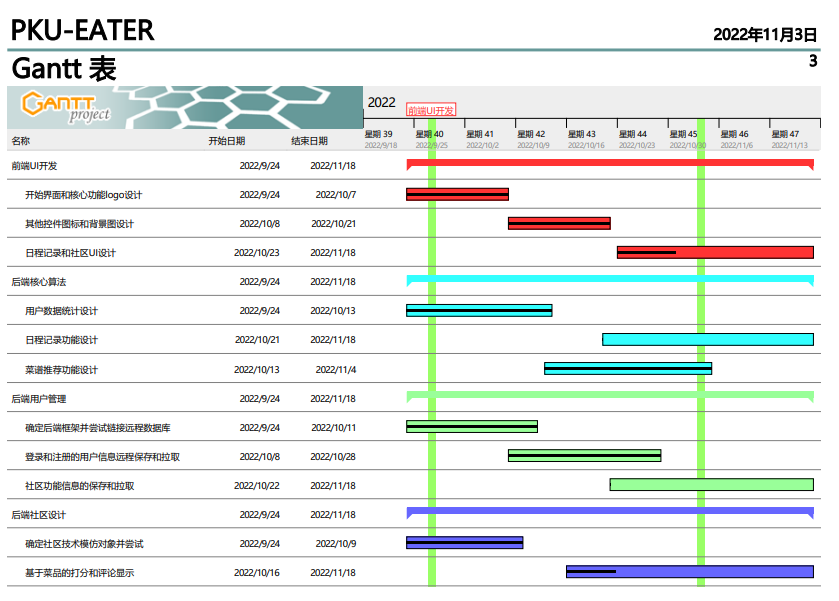 PKU-EATER
2022年11月3日
Gantt 表
3
GANTT project
2022
前端UI开发
名称 开始日期 结束日期
星期 39 星期 40 星期 41 星期 42 星期 43 星期 44 星期 45 星期 46 星期 47
2022/9/18 2022/9/25 2022/10/2 2022/10/9 2022/10/16 2022/10/23 2022/10/30 2022/11/6 2022/11/13
前端UI开发 2022/9/24 2022/11/18
开始界面和核心功能logo设计 2022/9/24 2022/10/7
其他控件图标和背景图设计 2022/10/8 2022/10/21
日程记录和社区UI设计 2022/10/23 2022/11/18
后端核心算法 2022/9/24 2022/11/18
用户数据统计设计 2022/9/24 2022/10/13
日程记录功能设计 2022/10/21 2022/11/18
菜谱推荐功能设计 2022/10/13 2022/11/4
后端用户管理 2022/9/24 2022/11/18
确定后端框架并尝试链接远程数据库 2022/9/24 2022/10/11
登录和注册的用户信息远程保存和拉取 2022/10/8 2022/10/28
社区功能信息的保存和拉取 2022/10/22 2022/11/18
后端社区设计 2022/9/24 2022/11/18
确定社区技术模仿对象并尝试 2022/9/24 2022/10/9
基于菜品的打分和评论显示 2022/10/16 2022/11/18